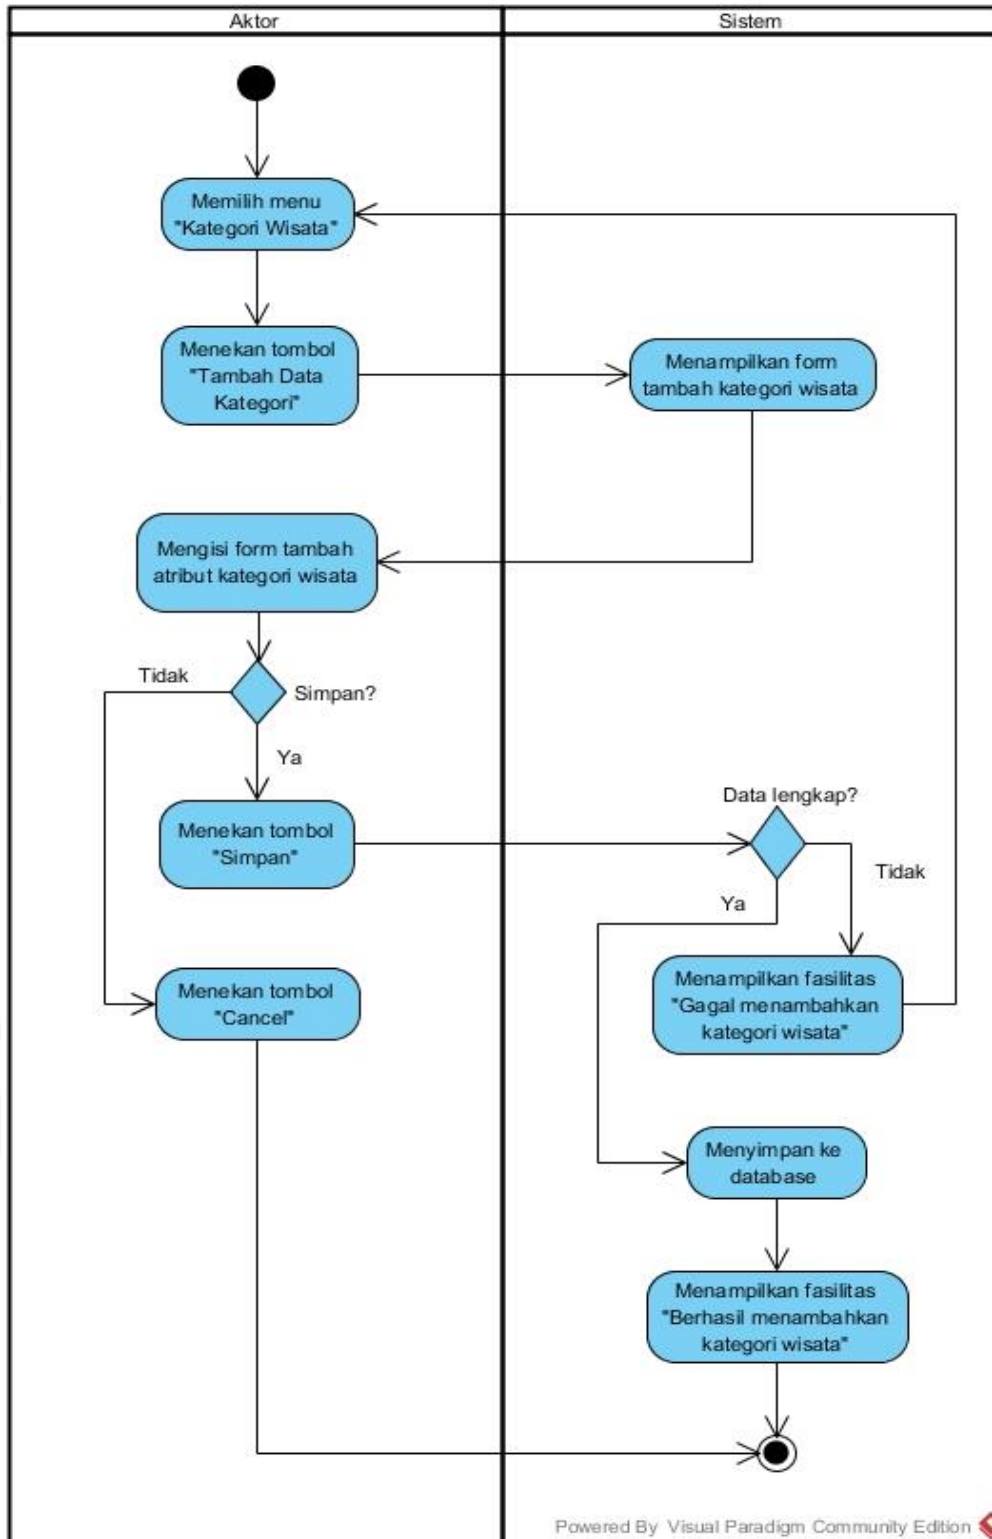 Aktor
Sistem
Memilih menu
"Kategori Wisata"
Menekan tombol
"Tambah Data
Kategori"
Menampilkan form
tambah kategori wisata
Mengisi form tambah
atribut kategori wisata
Tidak
Simpan?
Ya
Menekan tombol
"Simpan"
Data lengkap?
Tidak
Ya
Menekan tombol
"Cancel"
Menampilkan fasilitas
"Gagal menambahkan
kategori wisata"
Menyimpan ke
database
Menampilkan fasilitas
"Berhasil menambahkan
kategori wisata"
Powered By Visual Paradigm Community Edition